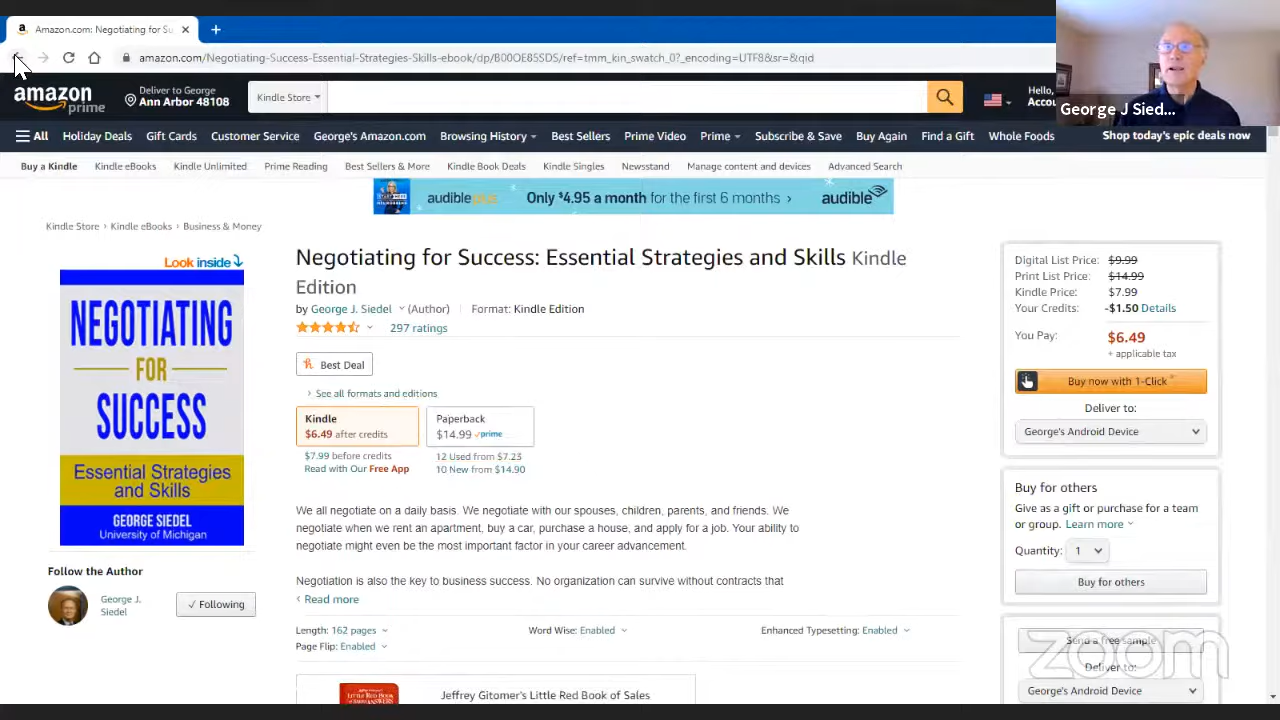 Amazon.com: Negotiating for Su
amazon.com/Negotiating-Success-Essential-Strategies-Skills-ebook/dp/B00OE85SDS/ref=tmm_kin_swatch_0?_encoding=UTF8&sr=&qid
George J Sied...
amazon
prime
Deliver to George
Ann Arbor 48108
Kindle Store
Hello,
Accou
All Holiday Deals Gift Cards Customer Service George's Amazon.com Browsing History Best Sellers Prime Video Prime Subscribe & Save Buy Again Find a Gift Whole Foods Shop today's epic deals now
Buy a Kindle Kindle eBooks Kindle Unlimited Prime Reading Best Sellers & More Kindle Book Deals Kindle Singles Newsstand Manage content and devices Advanced Search
audible plus Only $4.95 a month for the first 6 months › audible
Kindle Store › Kindle eBooks › Business & Money
Look inside
NEGOTIATING
FOR
SUCCESS
Essential Strategies
and Skills
GEORGE SIEDEL
University of Michigan
Follow the Author
George J.
Siedel
✓ Following
Negotiating for Success: Essential Strategies and Skills Kindle
Edition
by George J. Siedel (Author) Format: Kindle Edition
297 ratings
Best Deal
› See all formats and editions
Kindle
$6.49 after credits
Paperback
$14.99 prime
$7.99 before credits
Read with Our Free App
12 Used from $7.23
10 New from $14.90
We all negotiate on a daily basis. We negotiate with our spouses, children, parents, and friends. We
negotiate when we rent an apartment, buy a car, purchase a house, and apply for a job. Your ability to
negotiate might even be the most important factor in your career advancement.
Negotiation is also the key to business success. No organization can survive without contracts that
‹ Read more
Length: 162 pages Word Wise: Enabled Enhanced Typesetting: Enabled
Page Flip: Enabled
Jeffrey Gitomer's Little Red Book of Sales
Digital List Price: $9.99
Print List Price: $14.99
Kindle Price: $7.99
Your Credits: -$1.50 Details
You Pay: $6.49
+ applicable tax
Buy now with 1-Click
Deliver to:
George's Android Device
Buy for others
Give as a gift or purchase for a team
or group. Learn more
Quantity: 1
Buy for others
Send a free sample
zoom
Deliver to:
George's Android Device